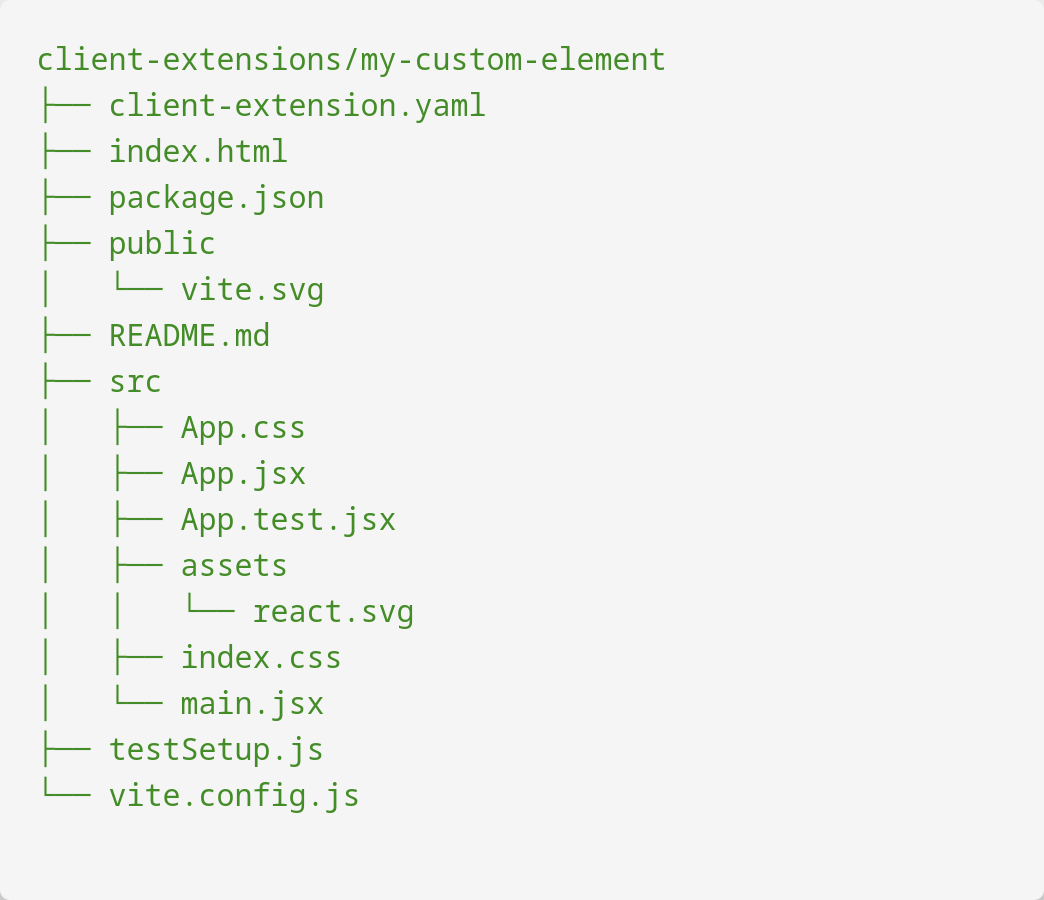 client-extensions/my-custom-element
├── client-extension.yaml
├── index.html
├── package.json
├── public
│   └── vite.svg
├── README.md
├── src
│   ├── App.css
│   ├── App.jsx
│   ├── App.test.jsx
│   ├── assets
│   │   └── react.svg
│   ├── index.css
│   └── main.jsx
├── testSetup.js
└── vite.config.js